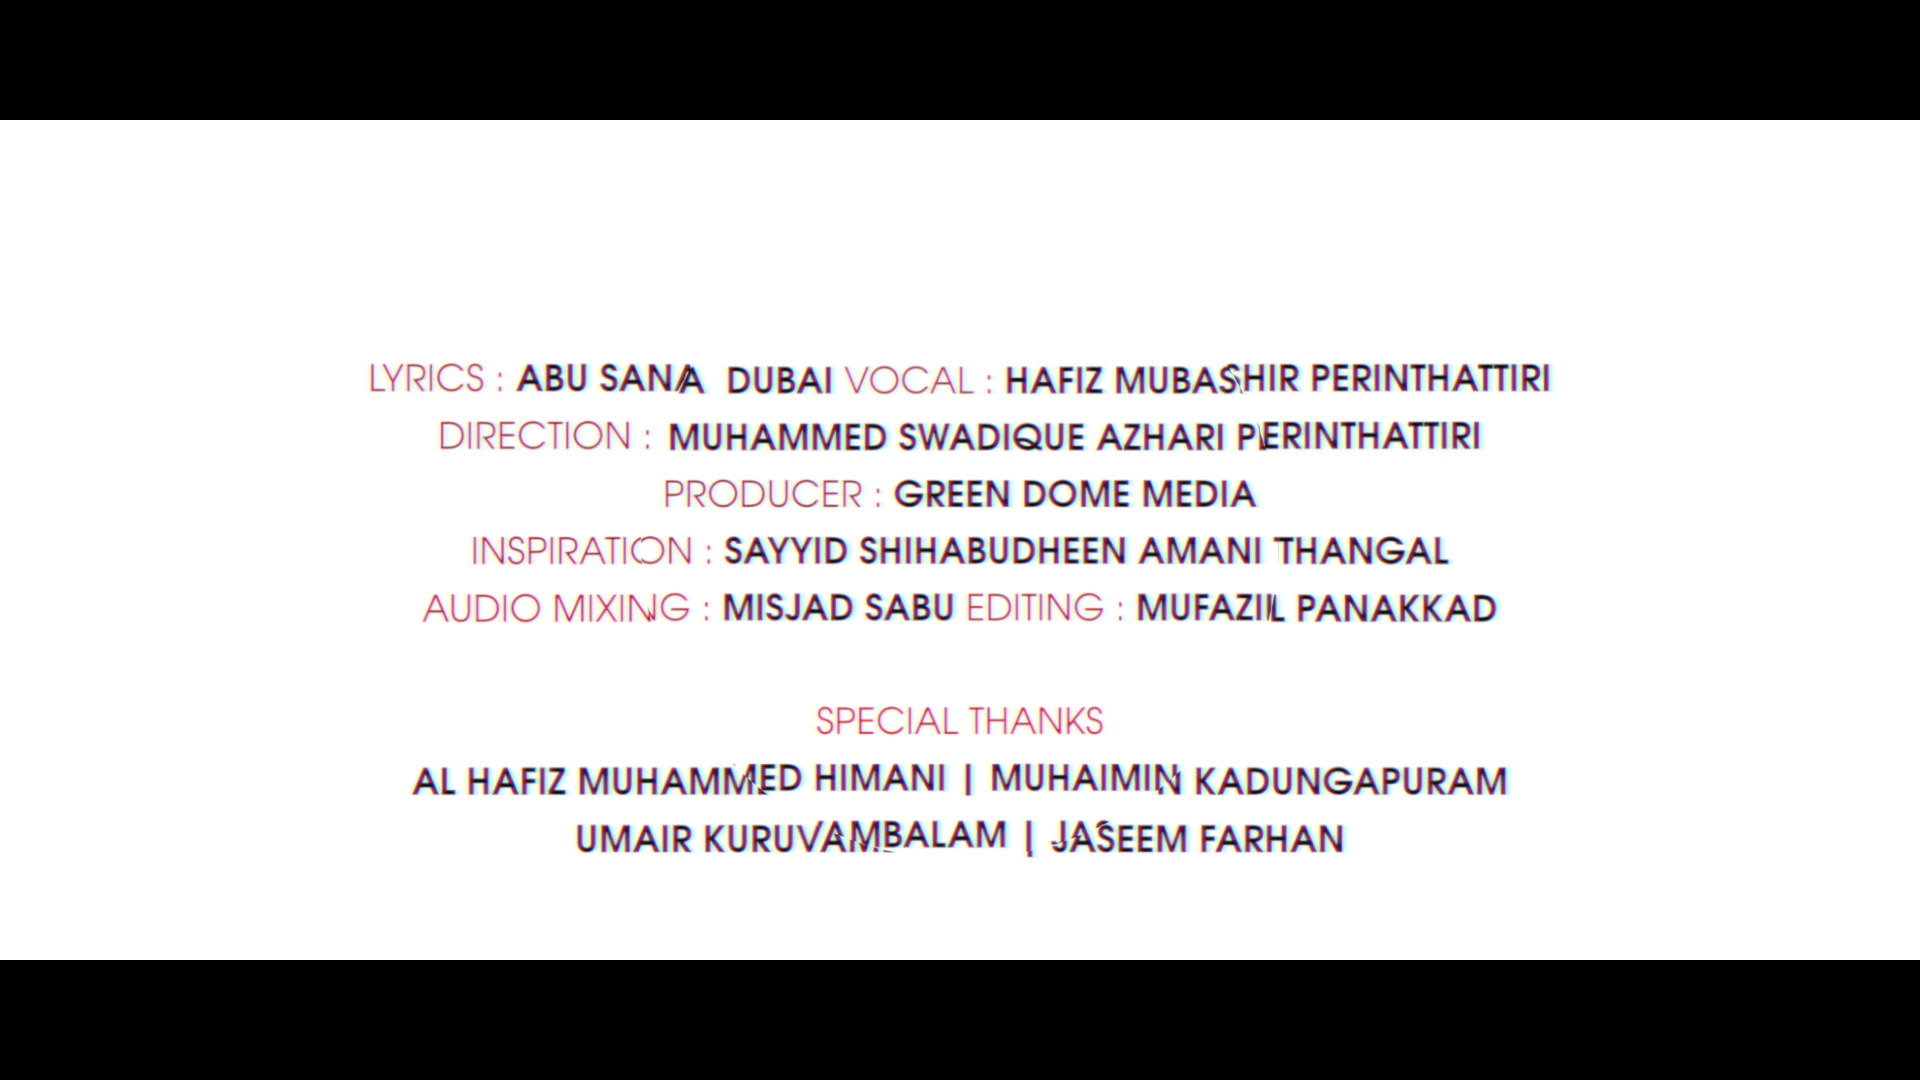 LYRICS : ABU SANA DUBAI VOCAL : HAFIZ MUBASHIR PERINTHATTIRI
DIRECTION : MUHAMMED SWADIQUE AZHARI PERINTHATTIRI
PRODUCER : GREEN DOME MEDIA
INSPIRATION : SAYYID SHIHABUDHEEN AMANI THANGAL
AUDIO MIXING : MISJAD SABU EDITING : MUFAZIL PANAKKAD
SPECIAL THANKS
AL HAFIZ MUHAMMED HIMANI | MUHAIMIN KADUNGAPURAM
UMAIR KURUVAMBALAM | JASEEM FARHAN